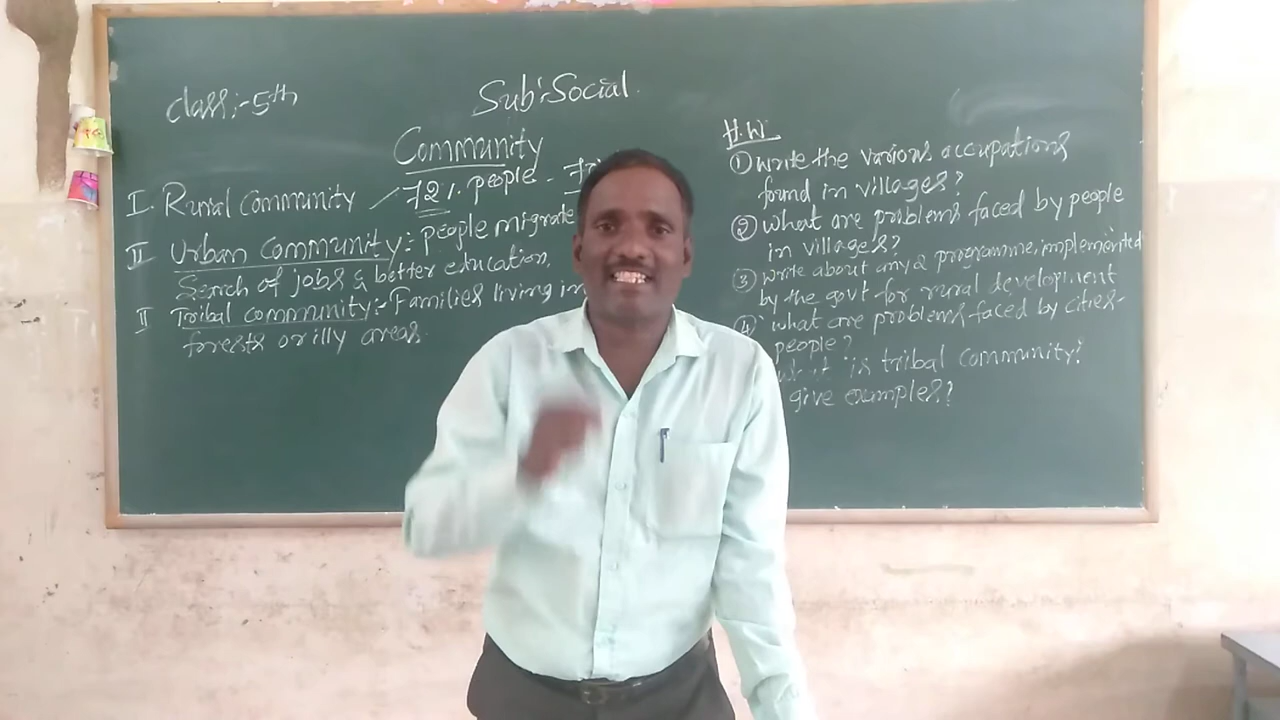 class:-5th
Sub:Social
Community
I. Rural Community
72% people -
II Urban Community:- people migrate
Search of jobs & better education,
II Tribal Community:- Families living in
forests or illy areas.
H.W
① write the various occupations
found in villages?
② what are problems faced by people
in villages?
③ write about any 2 programme, implemented
by the govt for rural development
④ what are problems faced by cities-
people?
is tribal community?
give examples?